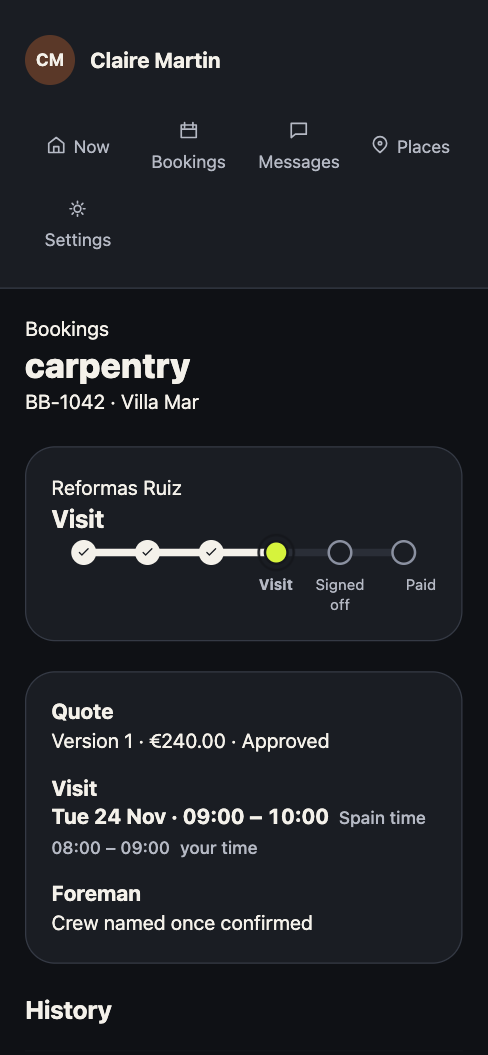 CM Claire Martin
Now
Bookings
Messages
Places
Settings
Bookings
carpentry
BB-1042 · Villa Mar
Reformas Ruiz
Visit
Visit
Signed
off
Paid
Quote
Version 1 · €240.00 · Approved
Visit
Tue 24 Nov · 09:00 – 10:00 Spain time
08:00 – 09:00 your time
Foreman
Crew named once confirmed
History